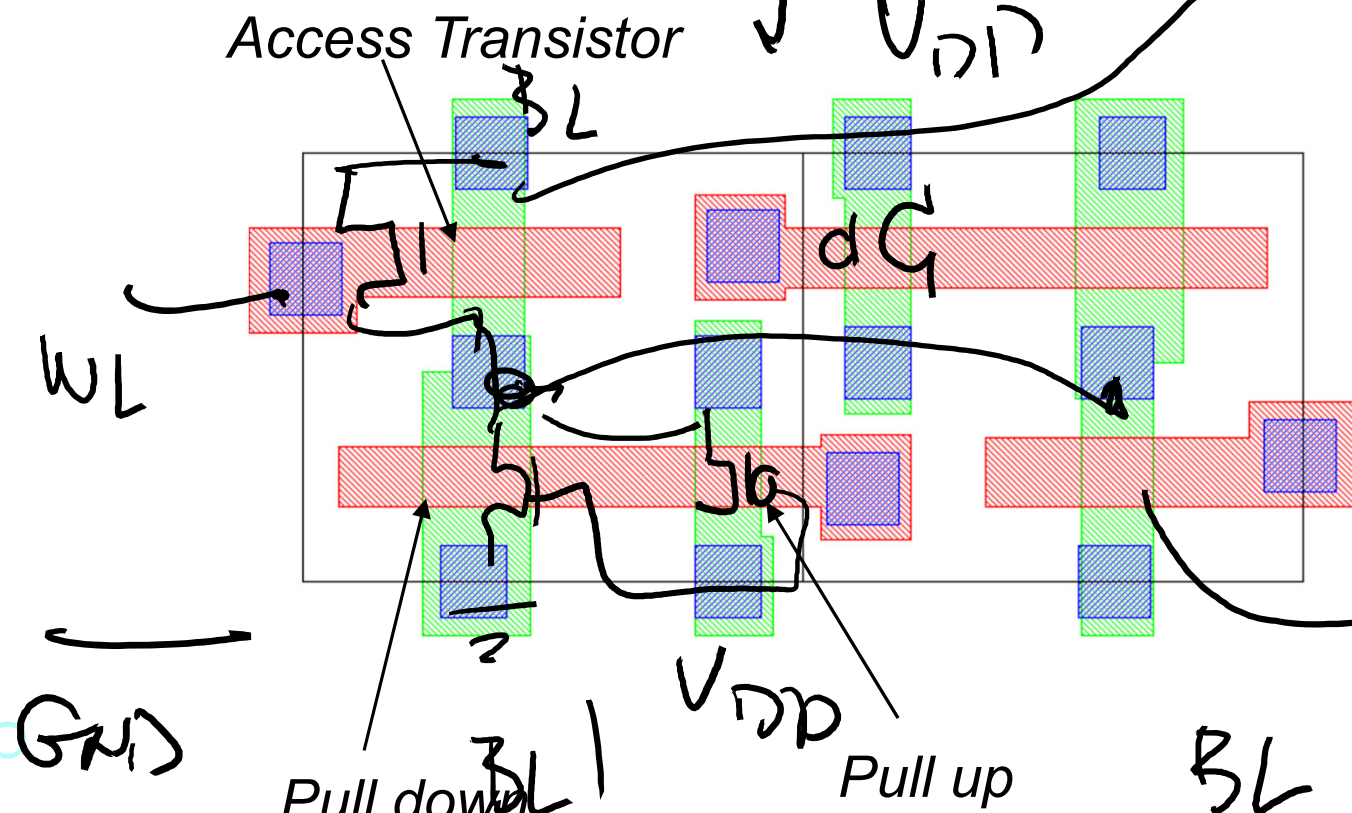 Access Transistor
VDD
BL
WL
GND
VDD
Pull down
BL
Pull up
BL